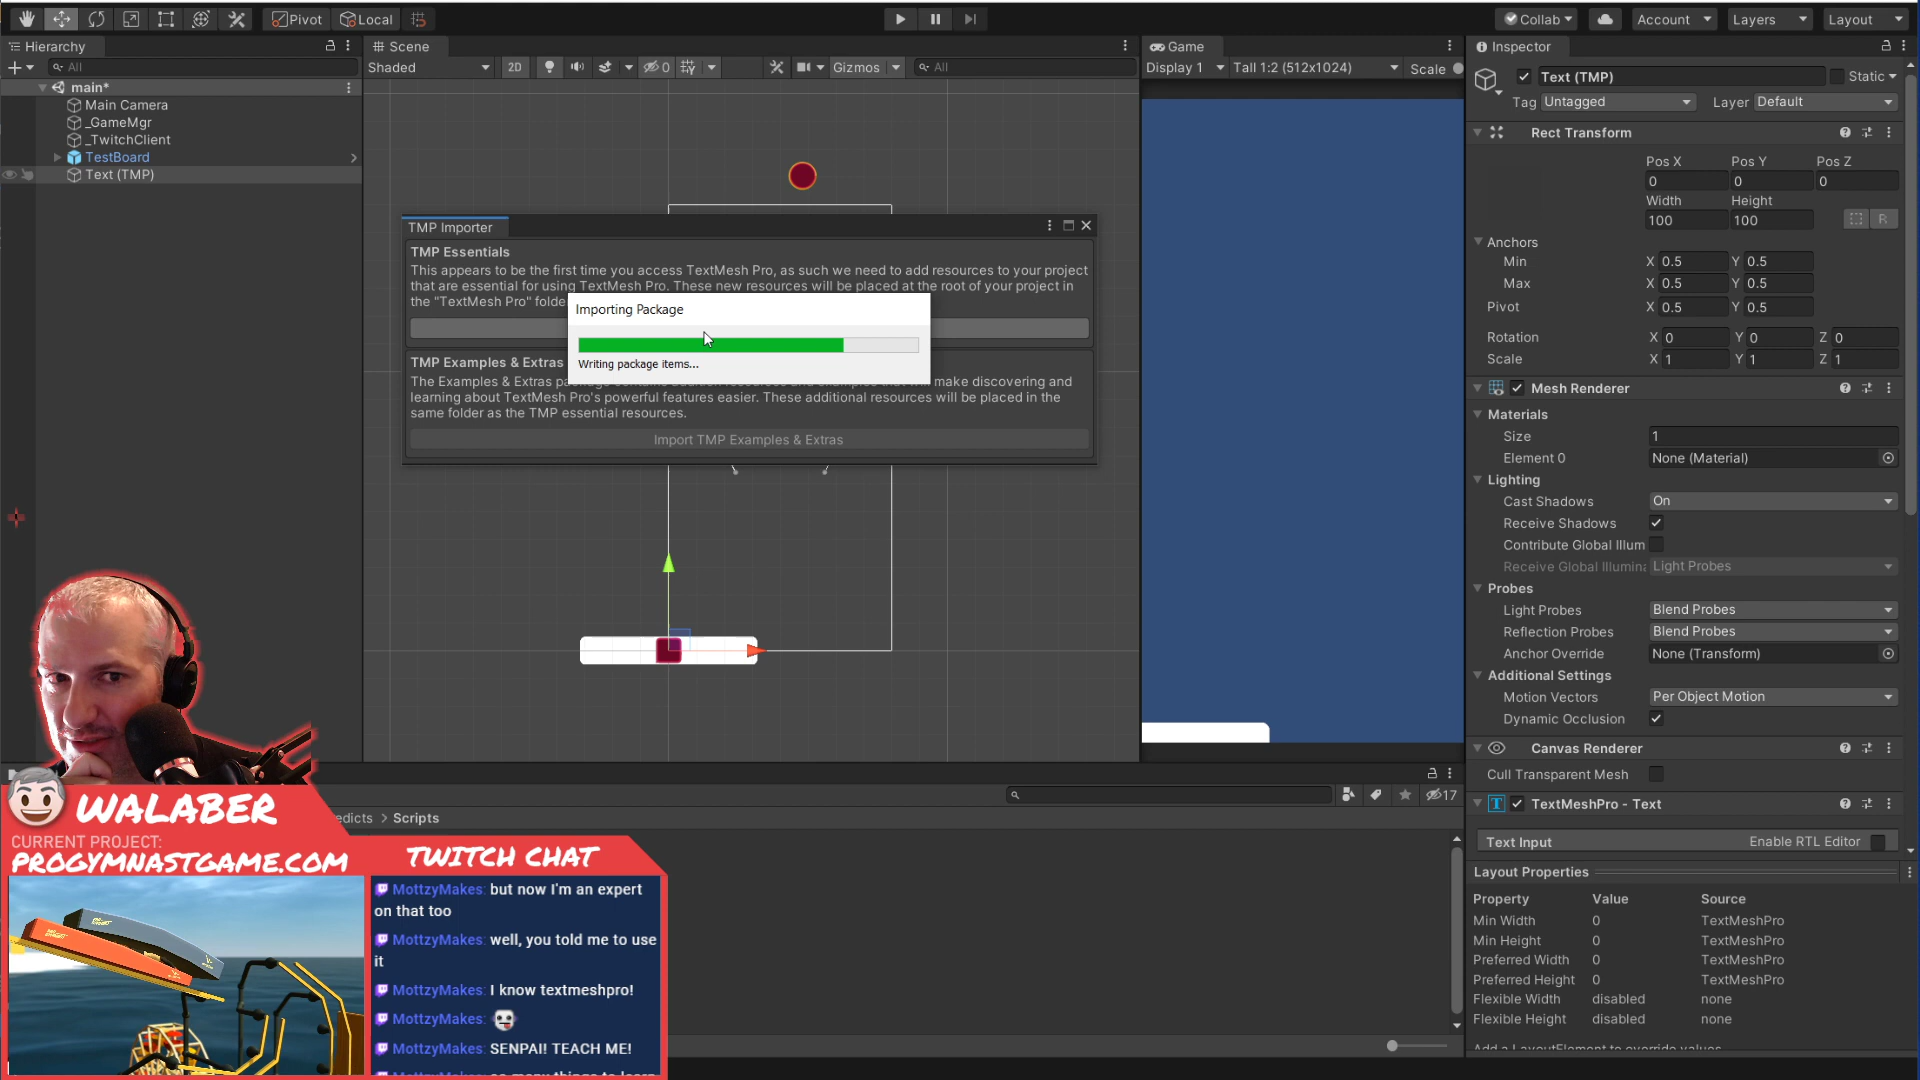 Pivot
Local
Collab
Account
Layers
Layout
Hierarchy
All
main*
Main Camera
_GameMgr
_TwitchClient
TestBoard
Text (TMP)
Scene
Shaded
2D
0
Gizmos
All
Game
Display 1
Tall 1:2 (512x1024)
Scale
TMP Importer
TMP Essentials
This appears to be the first time you access TextMesh Pro, as such we need to add resources to your project
that are essential for using TextMesh Pro. These new resources will be placed at the root of your project in
the "TextMesh Pro"
Importing Package
Writing package items...
TMP Examples & Extras
The Examples & Extras
make discovering and
learning about TextMesh Pro's powerful features easier. These additional resources will be placed in the
same folder as the TMP essential resources.
Import TMP Examples & Extras
Inspector
Text (TMP)
Static
Tag Untagged
Layer Default
Rect Transform
Pos X Pos Y Pos Z
0 0 0
Width Height
100 100
R
Anchors
Min X 0.5 Y 0.5
Max X 0.5 Y 0.5
Pivot X 0.5 Y 0.5
Rotation X 0 Y 0 Z 0
Scale X 1 Y 1 Z 1
Mesh Renderer
Materials
Size 1
Element 0 None (Material)
Lighting
Cast Shadows On
Receive Shadows
Contribute Global Illum
Receive Global Illumina Light Probes
Probes
Light Probes Blend Probes
Reflection Probes Blend Probes
Anchor Override None (Transform)
Additional Settings
Motion Vectors Per Object Motion
Dynamic Occlusion
Canvas Renderer
Cull Transparent Mesh
TextMeshPro - Text
Text Input Enable RTL Editor
Layout Properties
Property Value Source
Min Width 0 TextMeshPro
Min Height 0 TextMeshPro
Preferred Width 0 TextMeshPro
Preferred Height 0 TextMeshPro
Flexible Width disabled none
Flexible Height disabled none
Add a LayoutElement to override values
17
edicts > Scripts
WALABER
CURRENT PROJECT:
PROGYMNASTGAME.COM
TWITCH CHAT
MottzyMakes: but now I'm an expert
on that too
MottzyMakes: well, you told me to use
it
MottzyMakes: I know textmeshpro!
MottzyMakes:
MottzyMakes: SENPAI! TEACH ME!